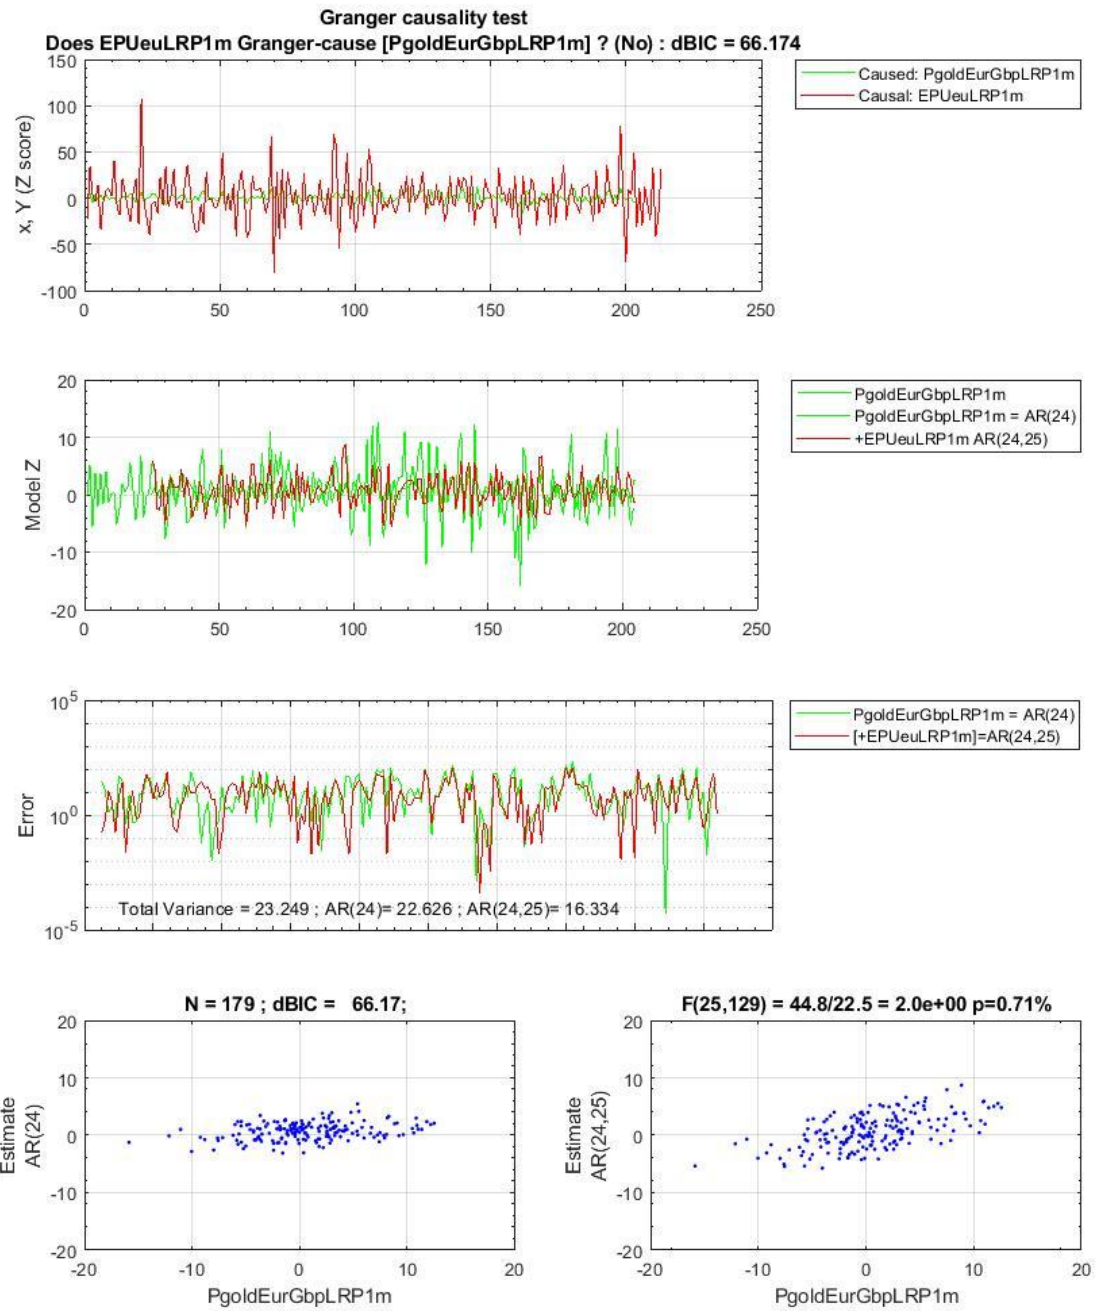 Granger causality test
Does EPUeuLRP1m Granger-cause [PgoldEurGbpLRP1m] ? (No) : dBIC = 66.174
150
100
50
0
-50
-100
x, Y (Z score)
0 50 100 150 200 250
Caused: PgoldEurGbpLRP1m
Causal: EPUeuLRP1m
20
10
0
-10
-20
Model Z
0 50 100 150 200 250
PgoldEurGbpLRP1m
PgoldEurGbpLRP1m = AR(24)
+EPUeuLRP1m AR(24,25)
10^5
10^0
10^-5
Error
Total Variance = 23.249 ; AR(24)= 22.626 ; AR(24,25)= 16.334
PgoldEurGbpLRP1m = AR(24)
[+EPUeuLRP1m]=AR(24,25)
N = 179 ; dBIC = 66.17;
20
10
0
-10
-20
Estimate
AR(24)
-20 -10 0 10 20
PgoldEurGbpLRP1m
F(25,129) = 44.8/22.5 = 2.0e+00 p=0.71%
20
10
0
-10
-20
Estimate
AR(24,25)
-20 -10 0 10 20
PgoldEurGbpLRP1m